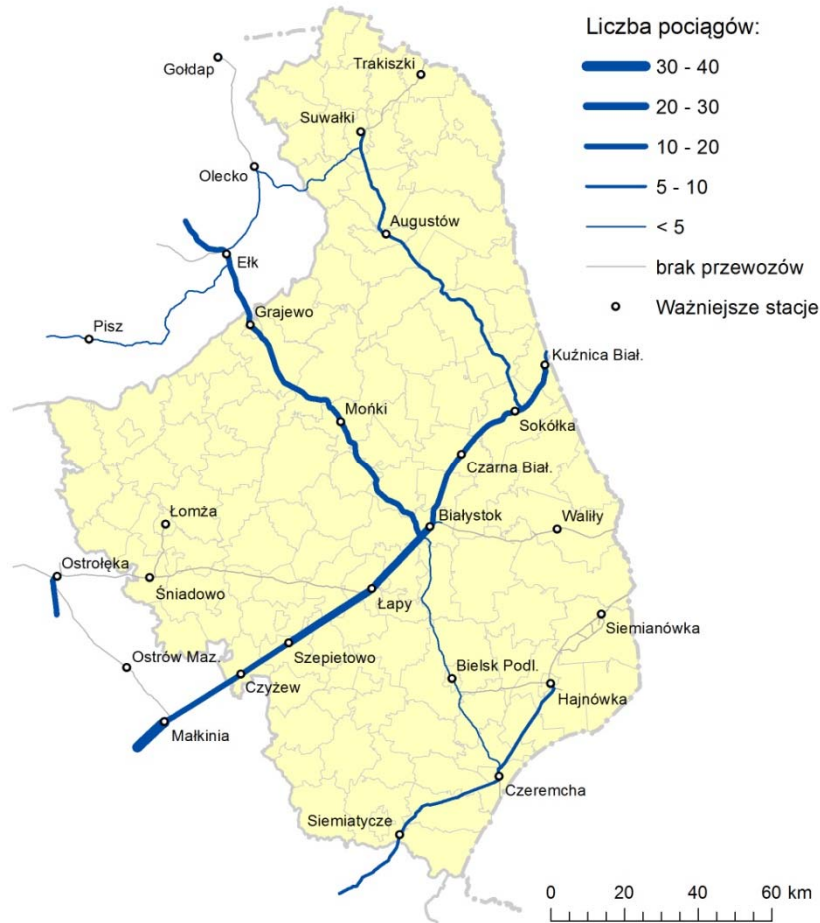 Liczba pociągów:
30 - 40
20 - 30
10 - 20
5 - 10
< 5
brak przewozów
Ważniejsze stacje
Gołdap
Trakiszki
Suwałki
Olecko
Augustów
Ełk
Grajewo
Pisz
Kuźnica Biał.
Mońki
Sokółka
Czarna Biał.
Łomża
Białystok
Waliły
Ostrołęka
Śniadowo
Łapy
Siemianówka
Szepietowo
Ostrów Maz.
Bielsk Podl.
Czyżew
Hajnówka
Małkinia
Czeremcha
Siemiatycze
0 20 40 60 km